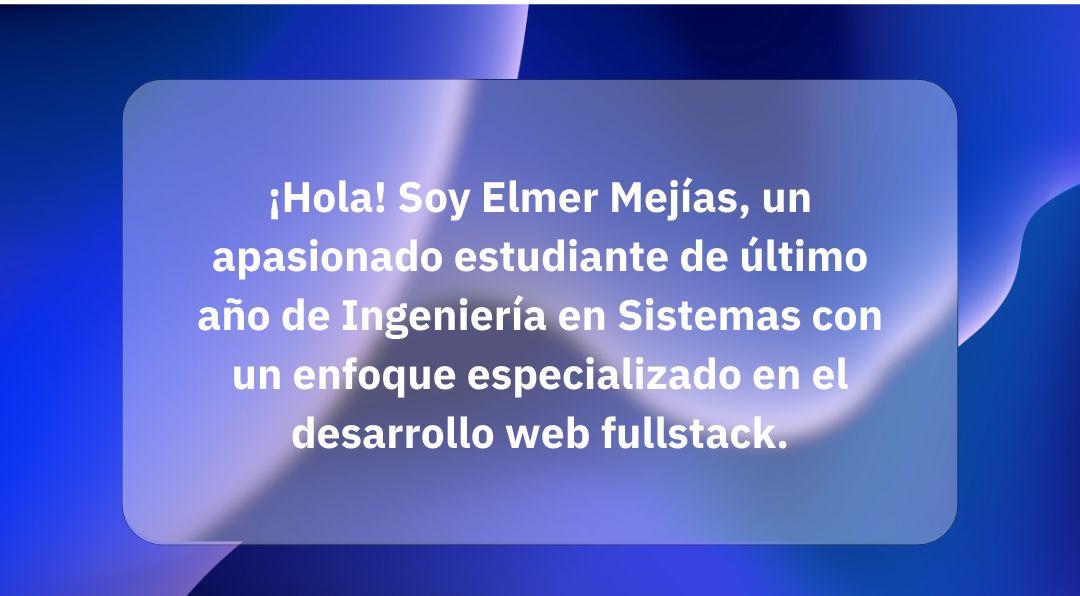 ¡Hola! Soy Elmer Mejías, un
apasionado estudiante de último
año de Ingeniería en Sistemas con
un enfoque especializado en el
desarrollo web fullstack.